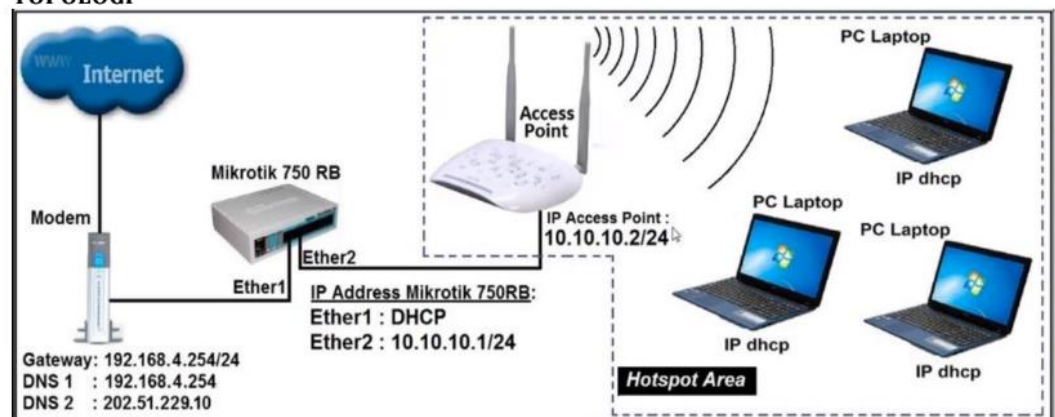 TOPOLOGI
www
Internet
Mikrotik 750 RB
Modem
Ether1
Ether2
IP Address Mikrotik 750RB:
Ether1 : DHCP
Ether2 : 10.10.10.1/24
Gateway: 192.168.4.254/24
DNS 1 : 192.168.4.254
DNS 2 : 202.51.229.10
Access
Point
IP Access Point :
10.10.10.2/24
PC Laptop
IP dhcp
PC Laptop
IP dhcp
PC Laptop
IP dhcp
Hotspot Area